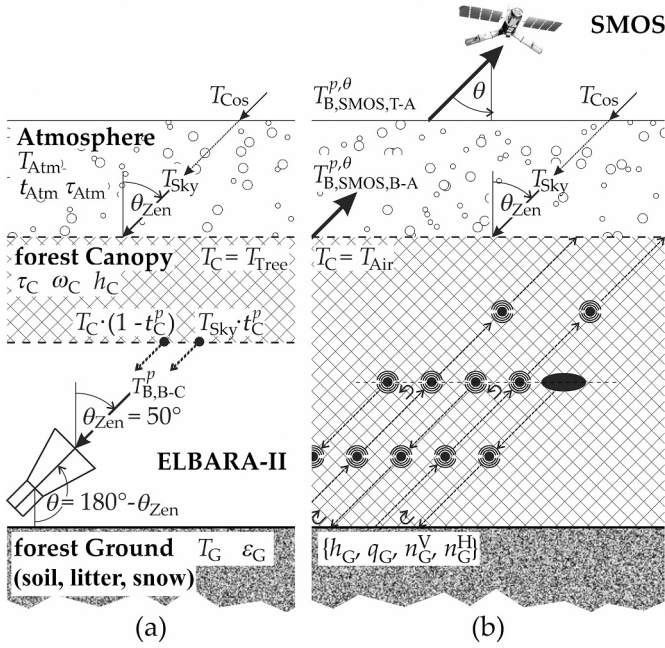 SMOS
T_Cos
Atmosphere
T_Atm
t_Atm τ_Atm
T_Sky
θ_Zen
forest Canopy T_C = T_Tree
τ_C ω_C h_C
T_C·(1 - t_C^p) T_Sky·t_C^p
T_B,B-C^p
θ_Zen = 50°
ELBARA-II
θ = 180°-θ_Zen
forest Ground T_G ε_G
(soil, litter, snow)
(a)
T_B,SMOS,T-A^p,θ
θ
T_Cos
T_B,SMOS,B-A^p,θ
T_Sky
θ_Zen
T_C = T_Air
{h_G, q_G, n_G^V, n_G^H}
(b)